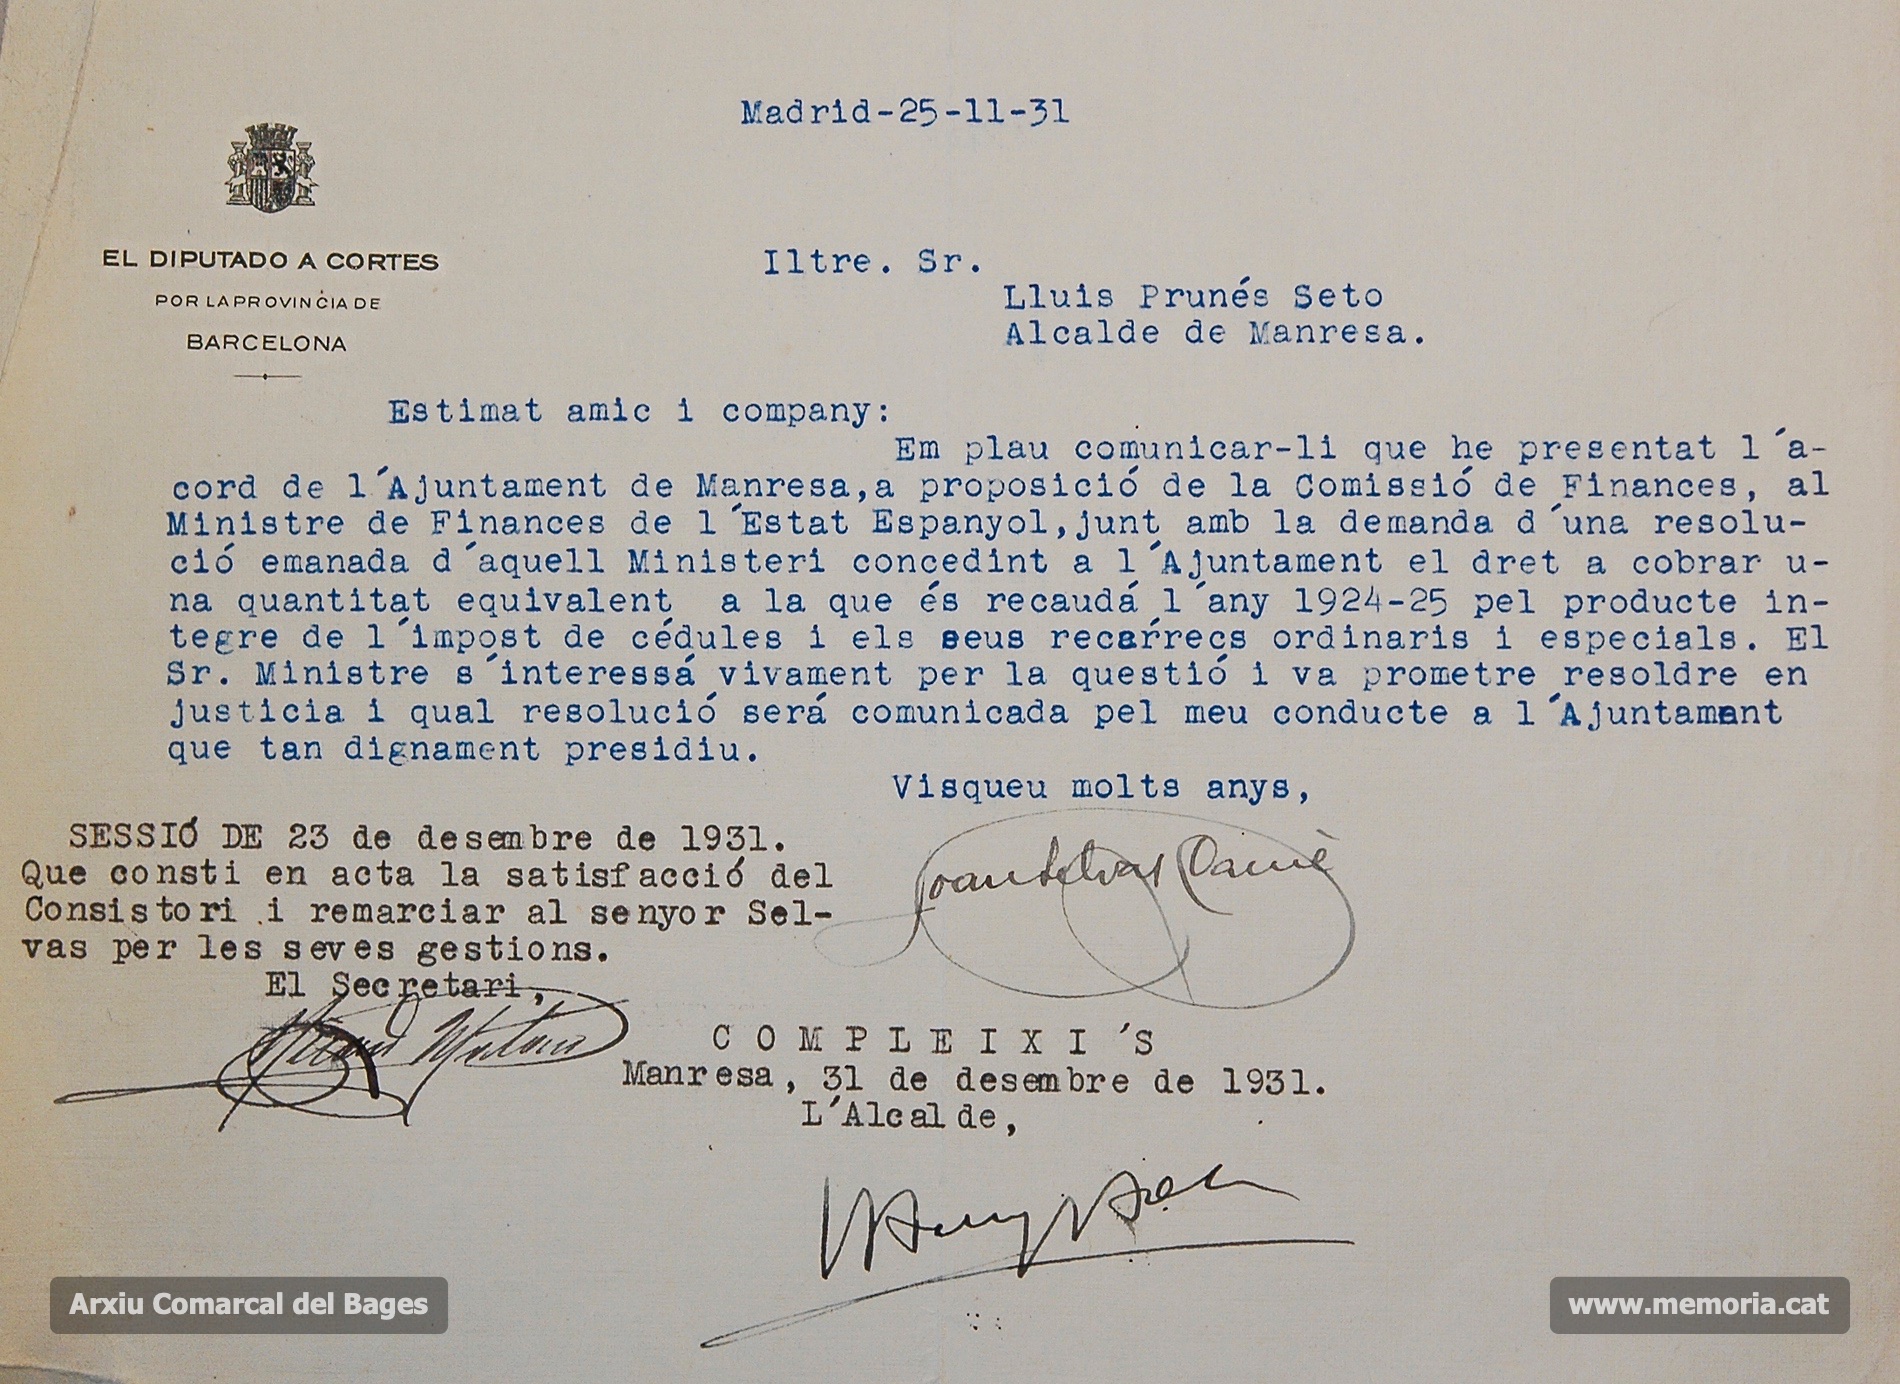 Madrid-25-11-31
EL DIPUTADO A CORTES
POR LA PROVINCIA DE
BARCELONA
Iltre. Sr.
Lluis Prunés Seto
Alcalde de Manresa.
Estimat amic i company:
Em plau comunicar-li que he presentat l´a-
cord de l´Ajuntament de Manresa,a proposició de la Comissió de Finances, al
Ministre de Finances de l´Estat Espanyol,junt amb la demanda d´una resolu-
ció emanada d´aquell Ministeri concedint a l´Ajuntament el dret a cobrar u-
na quantitat equivalent a la que és recaudá l´any 1924-25 pel producte in-
tegre de l´impost de cédules i els seus recarrecs ordinaris i especials. El
Sr. Ministre s´interessá vivament per la questió i va prometre resoldre en
justicia i qual resolució será comunicada pel meu conducte a l´Ajuntament
que tan dignament presidiu.
Visqueu molts anys,
Joan Selvas Carné
SESSIÓ DE 23 de desembre de 1931.
Que consti en acta la satisfacció del
Consistori i remarciar al senyor Sel-
vas per les seves gestions.
El Secretari,
COMPLEIXI´S
Manresa, 31 de desembre de 1931.
L´Alcalde,
Arxiu Comarcal del Bages
www.memoria.cat